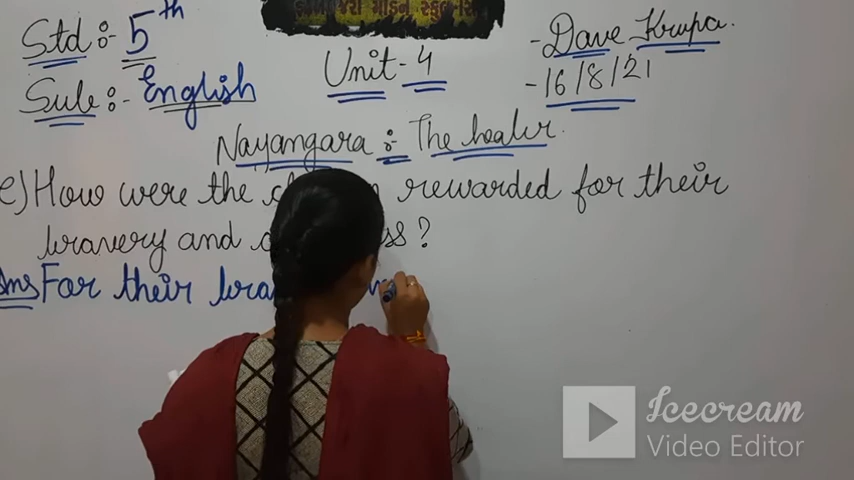 Std :- 5th
Unit - 4
- Dave Krupa.
Sub :- English
- 16/8/21
Nayangara :- The healer.
e) How were the rewarded for their
bravery and ?
Ans For their
Icecream
Video Editor